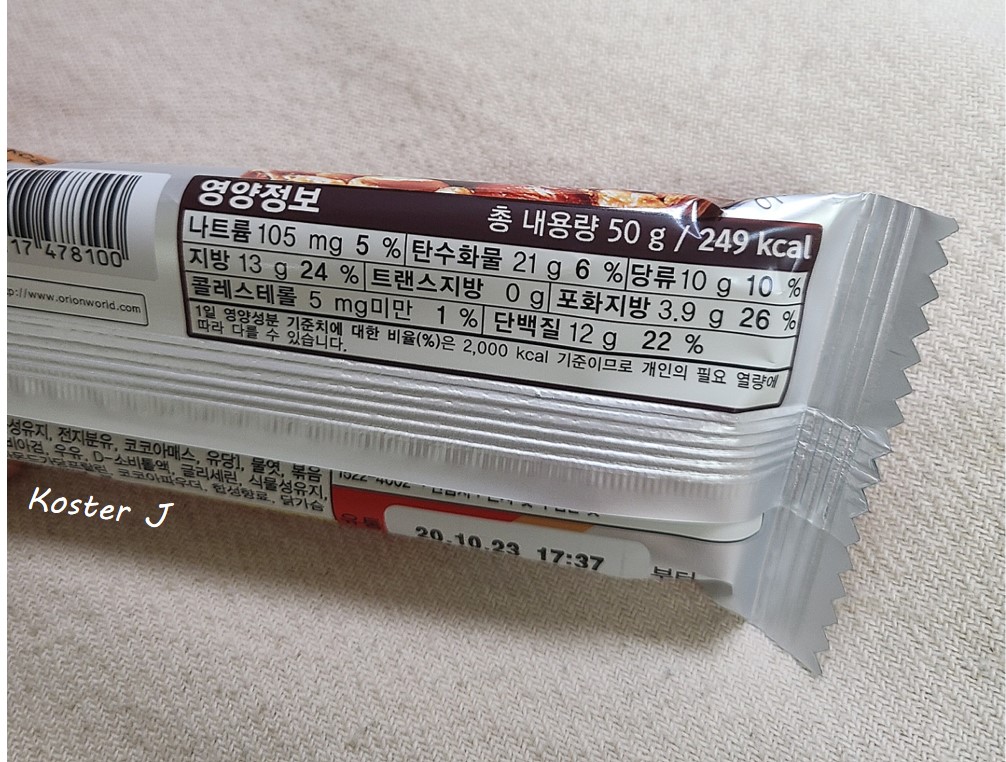 영양정보
총 내용량 50 g / 249 kcal
나트륨 105 mg 5 % 탄수화물 21 g 6 % 당류 10 g 10 %
지방 13 g 24 % 트랜스지방 0 g 포화지방 3.9 g 26 %
콜레스테롤 5 mg미만 1 % 단백질 12 g 22 %
1일 영양성분 기준치에 대한 비율(%)은 2,000 kcal 기준이므로 개인의 필요 열량에
따라 다를 수 있습니다.
17 478100
://www.orionworld.com
성유지, 전지분유, 코코아매스, 유당], 물엿, 볶음
우유, D-소비톨액, 글리세린, 식물성유지,
코코아파우더, 합성향료, 닭가슴
Koster J
20.10.23 17:37
부터